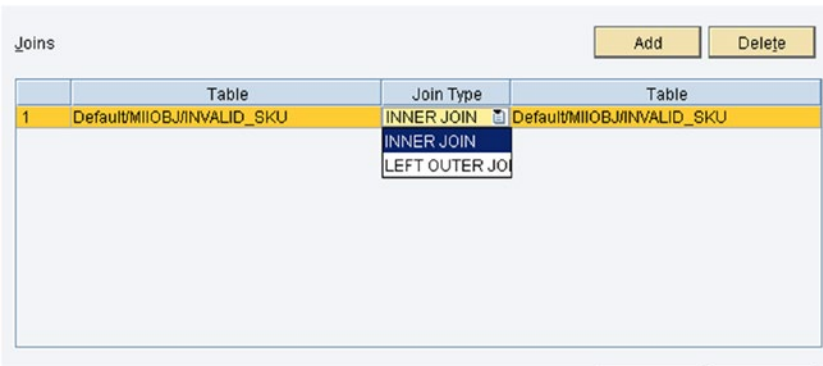 Joins
Add
Delete
Table
Join Type
Table
1
Default/MIIOBJ/INVALID_SKU
INNER JOIN
Default/MIIOBJ/INVALID_SKU
INNER JOIN
LEFT OUTER JOI